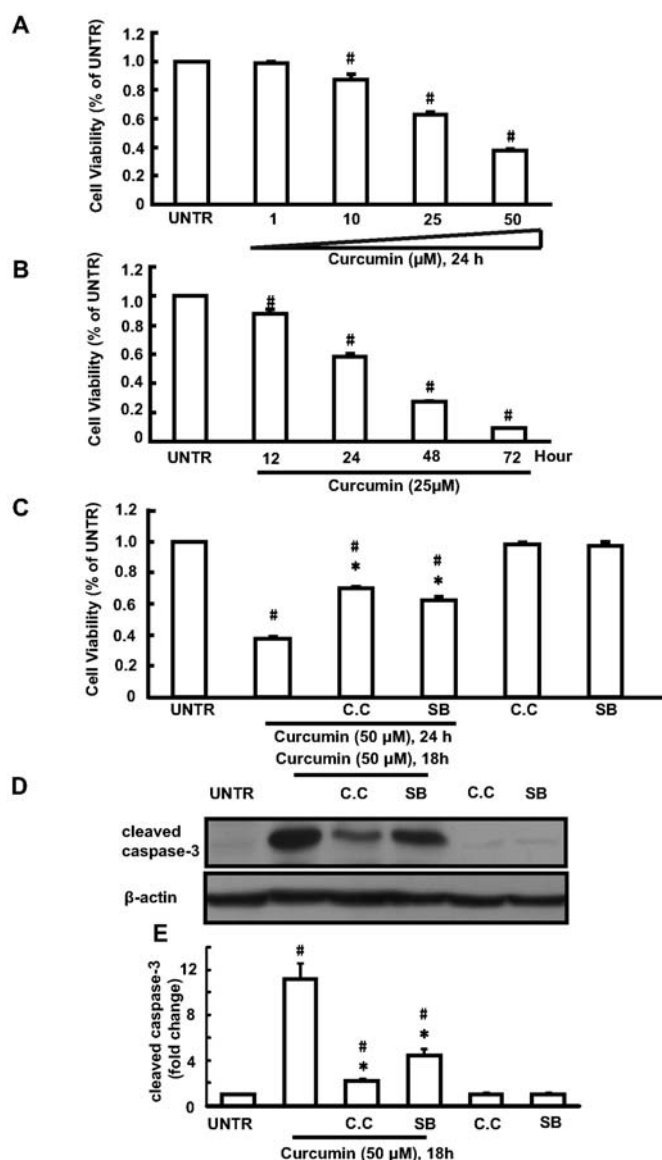 A
Cell Viability (% of UNTR)
1.2
1.0
0.8
0.6
0.4
0.2
0
#
#
#
UNTR 1 10 25 50
Curcumin (µM), 24 h
B
Cell Viability (% of UNTR)
1.2
1.0
0.8
0.6
0.4
0.2
0
#
#
#
#
UNTR 12 24 48 72 Hour
Curcumin (25µM)
C
Cell Viability (% of UNTR)
1.2
1.0
0.8
0.6
0.4
0.2
0
# #
* *
#
UNTR C.C SB C.C SB
Curcumin (50 µM), 24 h
Curcumin (50 µM), 18h
D
UNTR C.C SB C.C SB
cleaved
caspase-3
β-actin
E
cleaved caspase-3
(fold change)
12
8
4
0
#
#
*
#
*
UNTR C.C SB C.C SB
Curcumin (50 µM), 18h